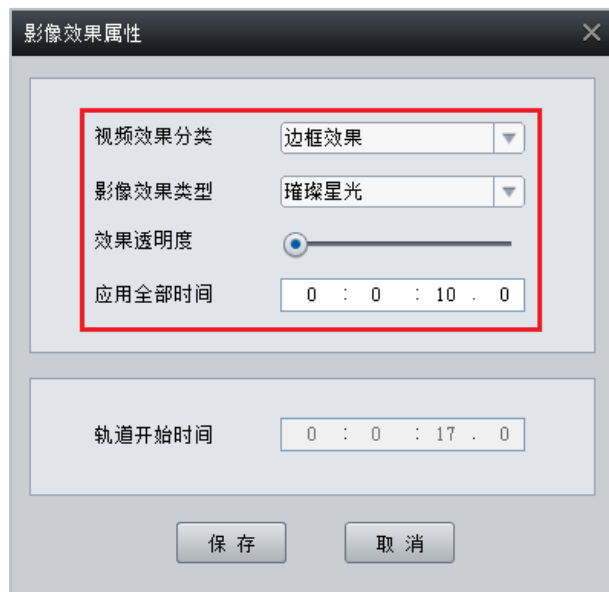 影像效果属性
视频效果分类 边框效果
影像效果类型 璀璨星光
效果透明度
应用全部时间 0 : 0 : 10 . 0
轨道开始时间 0 : 0 : 17 . 0
保存 取消